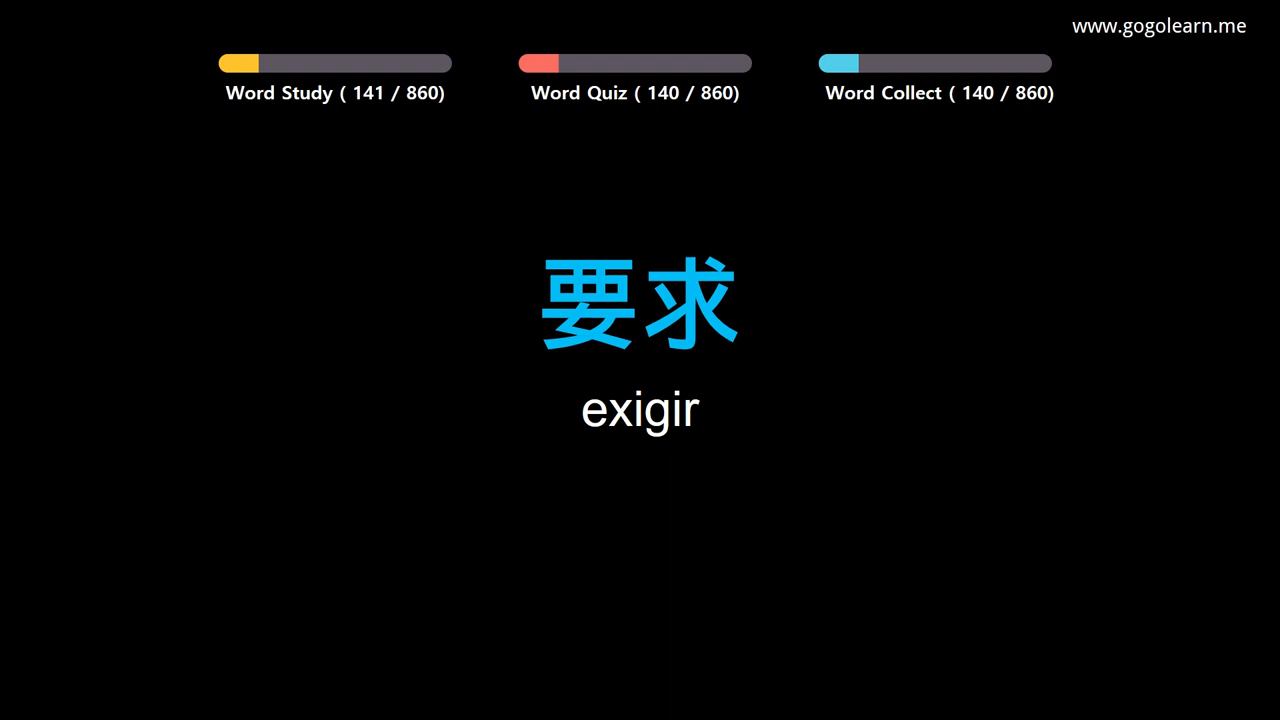 www.gogolearn.me
Word Study ( 141 / 860)
Word Quiz ( 140 / 860)
Word Collect ( 140 / 860)
要求
exigir